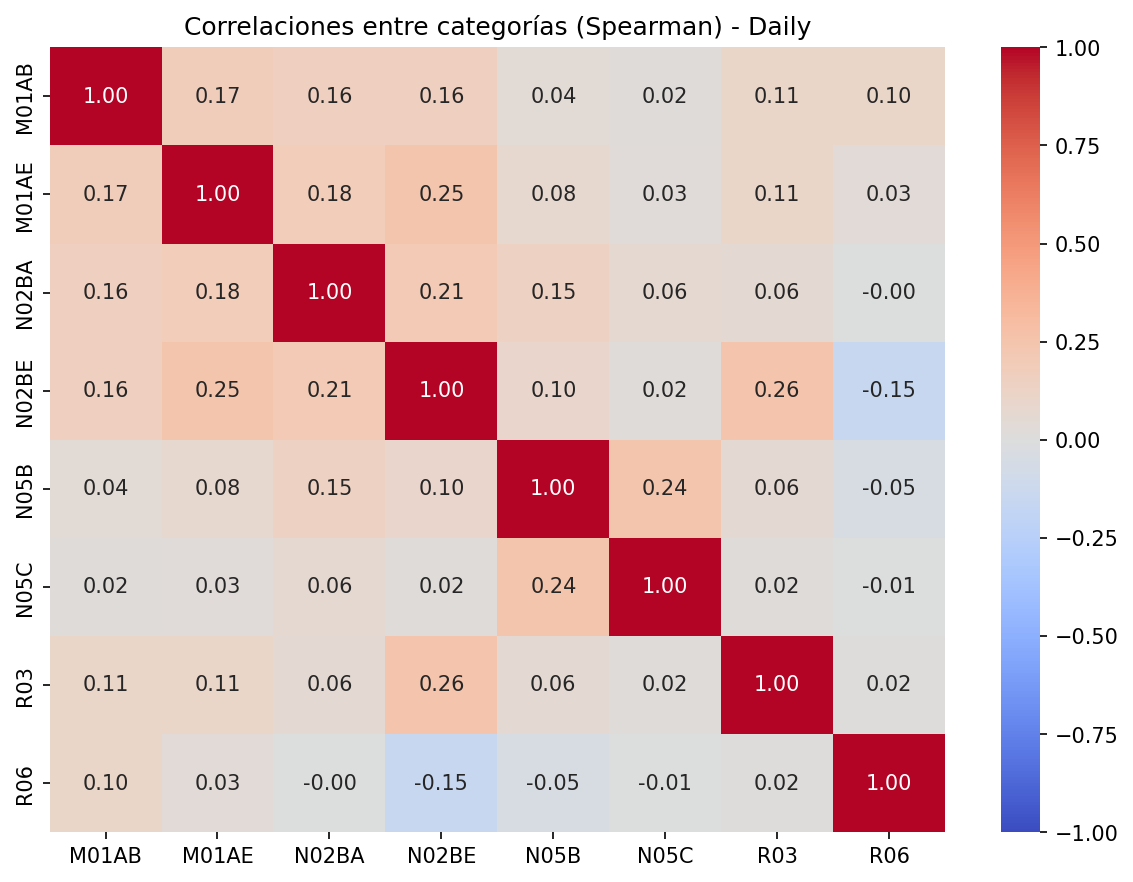 Correlaciones entre categorías (Spearman) - Daily
M01AB 1.00 0.17 0.16 0.16 0.04 0.02 0.11 0.10
M01AE 0.17 1.00 0.18 0.25 0.08 0.03 0.11 0.03
N02BA 0.16 0.18 1.00 0.21 0.15 0.06 0.06 -0.00
N02BE 0.16 0.25 0.21 1.00 0.10 0.02 0.26 -0.15
N05B 0.04 0.08 0.15 0.10 1.00 0.24 0.06 -0.05
N05C 0.02 0.03 0.06 0.02 0.24 1.00 0.02 -0.01
R03 0.11 0.11 0.06 0.26 0.06 0.02 1.00 0.02
R06 0.10 0.03 -0.00 -0.15 -0.05 -0.01 0.02 1.00
M01AB M01AE N02BA N02BE N05B N05C R03 R06
1.00
0.75
0.50
0.25
0.00
−0.25
−0.50
−0.75
−1.00